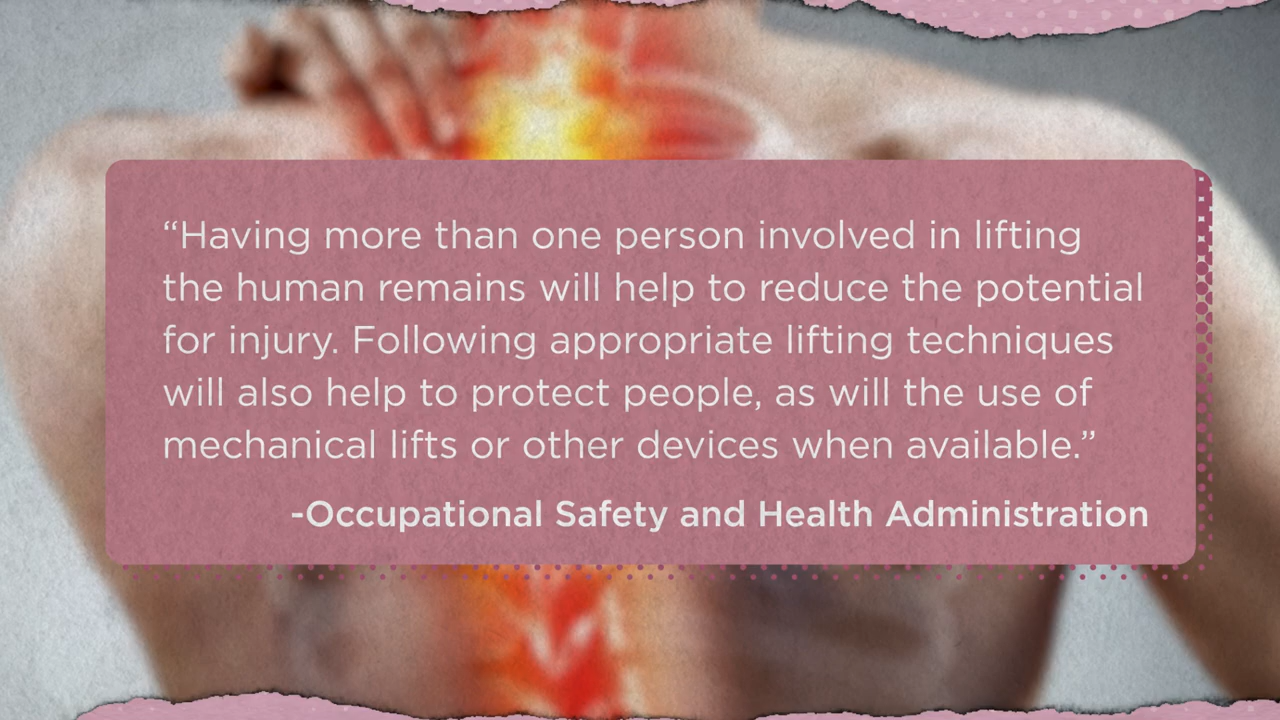 “Having more than one person involved in lifting
the human remains will help to reduce the potential
for injury. Following appropriate lifting techniques
will also help to protect people, as will the use of
mechanical lifts or other devices when available.”
-Occupational Safety and Health Administration